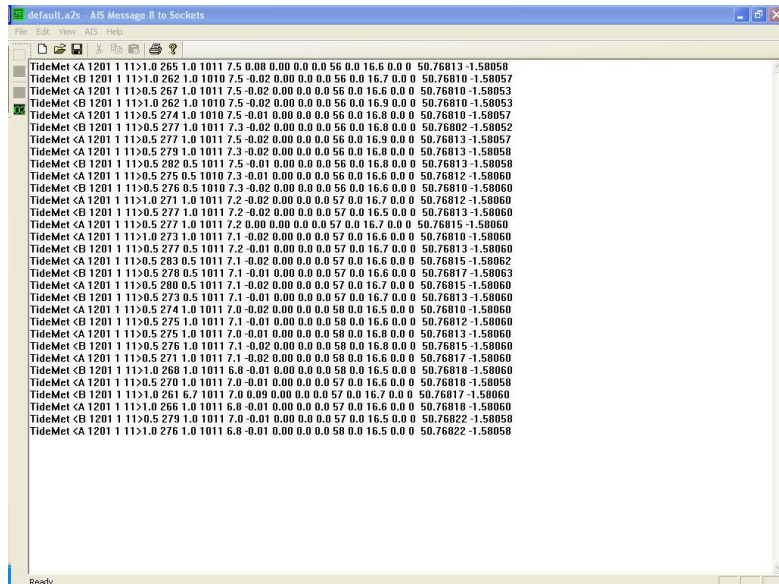 default.a2s - AIS Message 8 to Sockets
File Edit View AIS Help
TideMet <A 1201 1 11>1.0 265 1.0 1011 7.5 0.08 0.00 0.0 0.0 56 0.0 16.6 0.0 0 50.76813 -1.58058
TideMet <B 1201 1 11>1.0 262 1.0 1010 7.5 -0.02 0.00 0.0 0.0 56 0.0 16.7 0.0 0 50.76810 -1.58057
TideMet <A 1201 1 11>0.5 267 1.0 1011 7.5 -0.02 0.00 0.0 0.0 56 0.0 16.6 0.0 0 50.76810 -1.58053
TideMet <B 1201 1 11>1.0 262 1.0 1010 7.5 -0.02 0.00 0.0 0.0 56 0.0 16.9 0.0 0 50.76810 -1.58053
TideMet <A 1201 1 11>0.5 274 1.0 1010 7.5 -0.01 0.00 0.0 0.0 56 0.0 16.8 0.0 0 50.76810 -1.58057
TideMet <B 1201 1 11>0.5 277 1.0 1011 7.3 -0.02 0.00 0.0 0.0 56 0.0 16.8 0.0 0 50.76802 -1.58052
TideMet <A 1201 1 11>0.5 277 1.0 1011 7.5 -0.02 0.00 0.0 0.0 56 0.0 16.9 0.0 0 50.76813 -1.58057
TideMet <A 1201 1 11>0.5 279 1.0 1011 7.3 -0.02 0.00 0.0 0.0 56 0.0 16.8 0.0 0 50.76813 -1.58058
TideMet <B 1201 1 11>0.5 282 0.5 1011 7.5 -0.01 0.00 0.0 0.0 56 0.0 16.8 0.0 0 50.76813 -1.58058
TideMet <A 1201 1 11>0.5 275 0.5 1010 7.3 -0.01 0.00 0.0 0.0 56 0.0 16.6 0.0 0 50.76812 -1.58060
TideMet <B 1201 1 11>0.5 276 0.5 1010 7.3 -0.02 0.00 0.0 0.0 56 0.0 16.6 0.0 0 50.76810 -1.58060
TideMet <A 1201 1 11>1.0 271 1.0 1011 7.2 -0.02 0.00 0.0 0.0 57 0.0 16.7 0.0 0 50.76812 -1.58060
TideMet <B 1201 1 11>0.5 277 1.0 1011 7.2 -0.02 0.00 0.0 0.0 57 0.0 16.5 0.0 0 50.76813 -1.58060
TideMet <A 1201 1 11>0.5 277 1.0 1011 7.2 0.00 0.00 0.0 0.0 57 0.0 16.7 0.0 0 50.76815 -1.58060
TideMet <A 1201 1 11>1.0 273 1.0 1011 7.1 -0.02 0.00 0.0 0.0 57 0.0 16.6 0.0 0 50.76810 -1.58060
TideMet <B 1201 1 11>0.5 277 0.5 1011 7.2 -0.01 0.00 0.0 0.0 57 0.0 16.7 0.0 0 50.76813 -1.58060
TideMet <A 1201 1 11>0.5 283 0.5 1011 7.1 -0.02 0.00 0.0 0.0 57 0.0 16.6 0.0 0 50.76815 -1.58062
TideMet <B 1201 1 11>0.5 278 0.5 1011 7.1 -0.01 0.00 0.0 0.0 57 0.0 16.6 0.0 0 50.76817 -1.58063
TideMet <A 1201 1 11>0.5 280 0.5 1011 7.1 -0.02 0.00 0.0 0.0 57 0.0 16.7 0.0 0 50.76815 -1.58060
TideMet <B 1201 1 11>0.5 273 0.5 1011 7.1 -0.01 0.00 0.0 0.0 57 0.0 16.7 0.0 0 50.76813 -1.58060
TideMet <A 1201 1 11>0.5 274 1.0 1011 7.0 -0.02 0.00 0.0 0.0 58 0.0 16.5 0.0 0 50.76810 -1.58060
TideMet <B 1201 1 11>0.5 275 1.0 1011 7.1 -0.01 0.00 0.0 0.0 58 0.0 16.6 0.0 0 50.76812 -1.58060
TideMet <A 1201 1 11>0.5 275 1.0 1011 7.0 -0.01 0.00 0.0 0.0 58 0.0 16.8 0.0 0 50.76813 -1.58060
TideMet <B 1201 1 11>0.5 276 1.0 1011 7.1 -0.02 0.00 0.0 0.0 58 0.0 16.8 0.0 0 50.76815 -1.58060
TideMet <A 1201 1 11>0.5 271 1.0 1011 7.1 -0.02 0.00 0.0 0.0 58 0.0 16.6 0.0 0 50.76817 -1.58060
TideMet <B 1201 1 11>1.0 268 1.0 1011 6.8 -0.01 0.00 0.0 0.0 58 0.0 16.5 0.0 0 50.76818 -1.58060
TideMet <A 1201 1 11>0.5 270 1.0 1011 7.0 -0.01 0.00 0.0 0.0 57 0.0 16.6 0.0 0 50.76818 -1.58058
TideMet <B 1201 1 11>1.0 261 6.7 1011 7.0 0.09 0.00 0.0 0.0 57 0.0 16.7 0.0 0 50.76817 -1.58060
TideMet <A 1201 1 11>1.0 266 1.0 1011 6.8 -0.01 0.00 0.0 0.0 57 0.0 16.6 0.0 0 50.76818 -1.58060
TideMet <B 1201 1 11>0.5 279 1.0 1011 7.0 -0.01 0.00 0.0 0.0 57 0.0 16.5 0.0 0 50.76822 -1.58058
TideMet <A 1201 1 11>1.0 276 1.0 1011 6.8 -0.01 0.00 0.0 0.0 58 0.0 16.5 0.0 0 50.76822 -1.58058
Ready